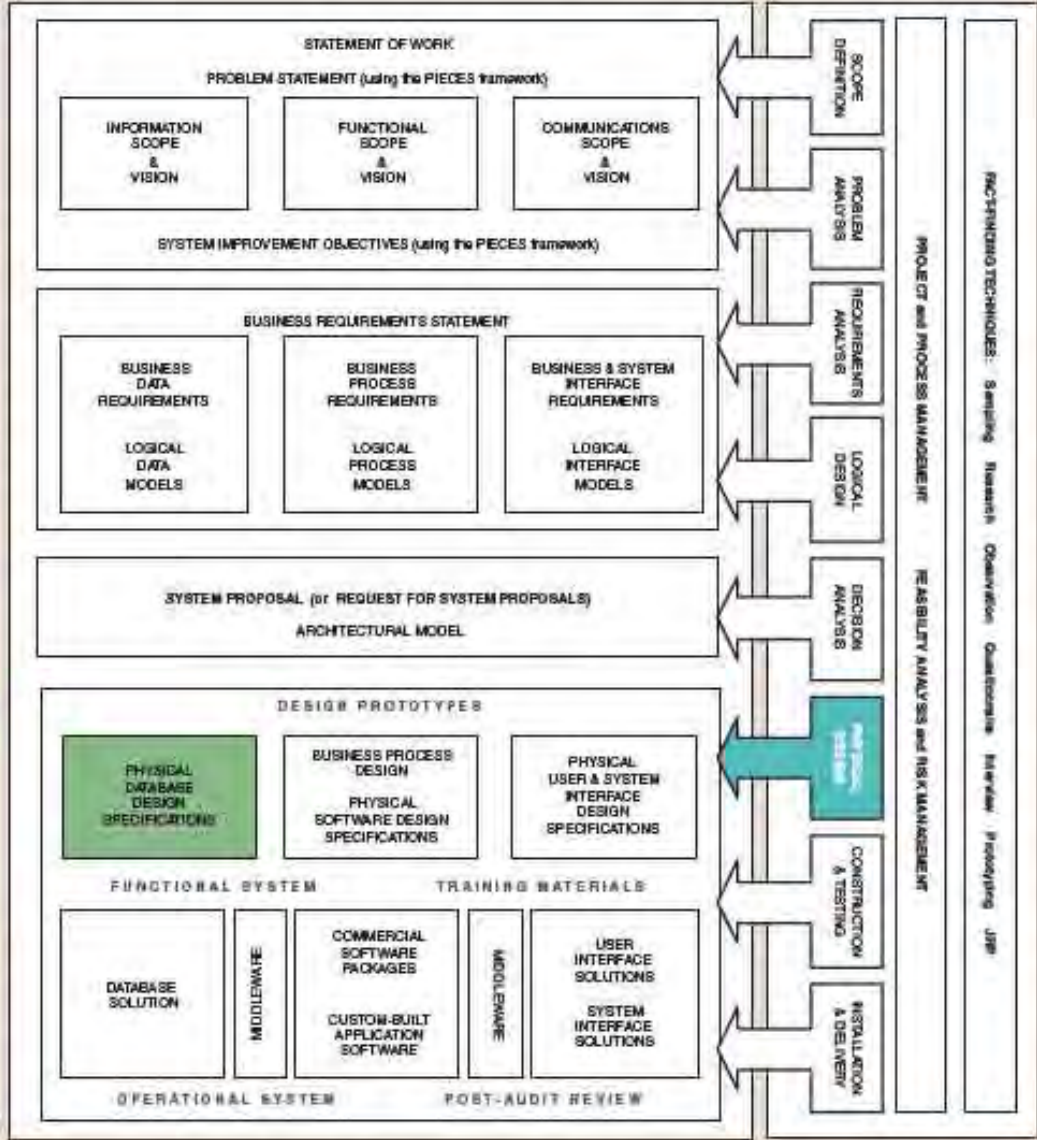 STATEMENT OF WORK
PROBLEM STATEMENT (using the PIECES framework)
INFORMATION
SCOPE
&
VISION
FUNCTIONAL
SCOPE
&
VISION
COMMUNICATIONS
SCOPE
&
VISION
SYSTEM IMPROVEMENT OBJECTIVES (using the PIECES framework)
BUSINESS REQUIREMENTS STATEMENT
BUSINESS
DATA
REQUIREMENTS
LOGICAL
DATA
MODELS
BUSINESS
PROCESS
REQUIREMENTS
LOGICAL
PROCESS
MODELS
BUSINESS & SYSTEM
INTERFACE
REQUIREMENTS
LOGICAL
INTERFACE
MODELS
SYSTEM PROPOSAL (or REQUEST FOR SYSTEM PROPOSALS)
ARCHITECTURAL MODEL
DESIGN PROTOTYPES
PHYSICAL
DATABASE
DESIGN
SPECIFICATIONS
BUSINESS PROCESS
DESIGN
PHYSICAL
SOFTWARE DESIGN
SPECIFICATIONS
PHYSICAL
USER & SYSTEM
INTERFACE
DESIGN
SPECIFICATIONS
FUNCTIONAL SYSTEM
TRAINING MATERIALS
DATABASE
SOLUTION
MIDDLEWARE
COMMERCIAL
SOFTWARE
PACKAGES
CUSTOM-BUILT
APPLICATION
SOFTWARE
MIDDLEWARE
USER
INTERFACE
SOLUTIONS
SYSTEM
INTERFACE
SOLUTIONS
OPERATIONAL SYSTEM
POST-AUDIT REVIEW
SCOPE
DEFINITION
PROBLEM
ANALYSIS
REQUIREMENTS
ANALYSIS
LOGICAL
DESIGN
DECISION
ANALYSIS
CONSTRUCTION
& TESTING
INSTALLATION
& DELIVERY
PROJECT and PROCESS MANAGEMENT FEASIBILITY ANALYSIS and RISK MANAGEMENT
FACT-FINDING TECHNIQUES: Sampling Research Observation Questionnaire Interview Prototyping JRP